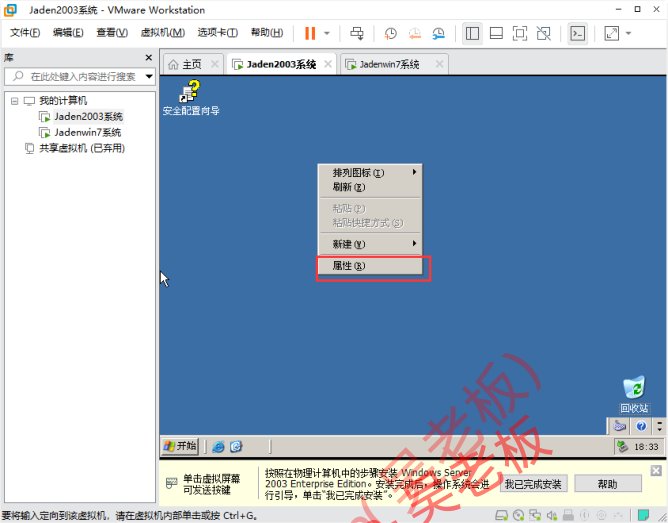 Jaden2003系统 - VMware Workstation
文件(F) 编辑(E) 查看(V) 虚拟机(M) 选项卡(T) 帮助(H)
库
在此处键入内容进行搜索
主页
Jaden2003系统
Jadenwin7系统
我的计算机
Jaden2003系统
Jadenwin7系统
共享虚拟机 (已弃用)
安全配置向导
排列图标(I)
刷新(E)
粘贴(P)
粘贴快捷方式(S)
新建(W)
属性(R)
回收站
开始
18:33
吴老板)
吴老板
单击虚拟屏幕
可发送按键
按照在物理计算机中的步骤安装 Windows Server
2003 Enterprise Edition。安装完成后，操作系统会进
行引导，单击“我已完成安装”。
我已完成安装
帮助
要将输入定向到该虚拟机，请在虚拟机内部单击或按 Ctrl+G。